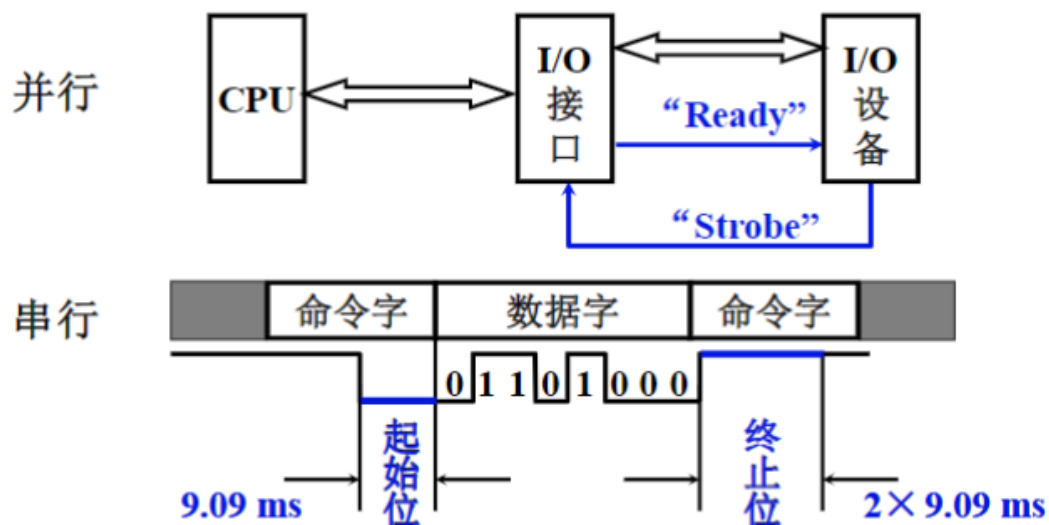 并行
CPU
I/O
接
口
“Ready”
“Strobe”
I/O
设
备
串行
命令字
数据字
命令字
0 1 1 0 1 0 0 0
起
始
位
终
止
位
9.09 ms
2×9.09 ms